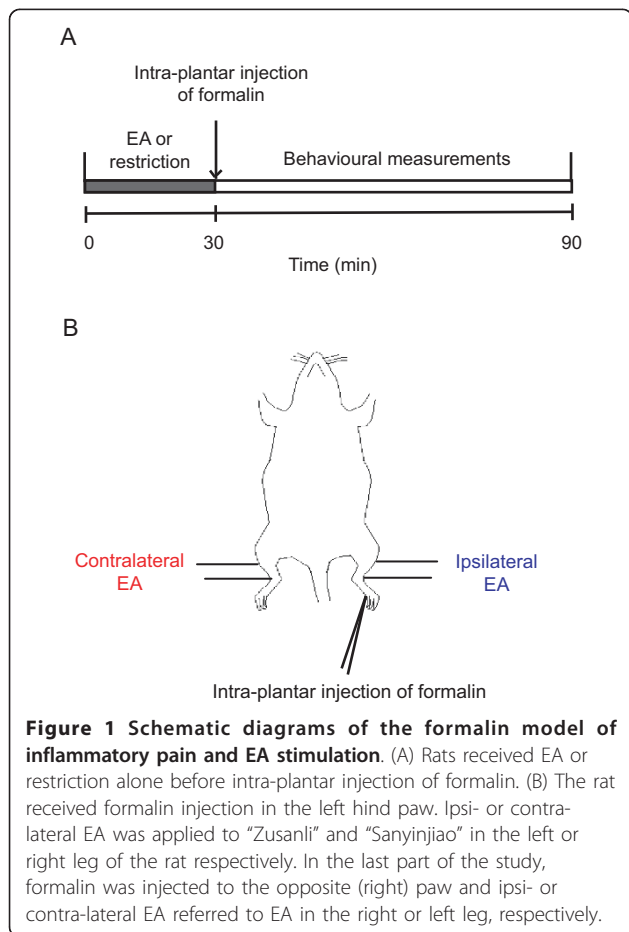 A
Intra-plantar injection
of formalin
EA or
restriction
Behavioural measurements
0
30
90
Time (min)
B
Contralateral
EA
Ipsilateral
EA
Intra-plantar injection of formalin
Figure 1 Schematic diagrams of the formalin model of
inflammatory pain and EA stimulation. (A) Rats received EA or
restriction alone before intra-plantar injection of formalin. (B) The rat
received formalin injection in the left hind paw. Ipsi- or contra-
lateral EA was applied to “Zusanli” and “Sanyinjiao” in the left or
right leg of the rat respectively. In the last part of the study,
formalin was injected to the opposite (right) paw and ipsi- or
contra-lateral EA referred to EA in the right or left leg, respectively.